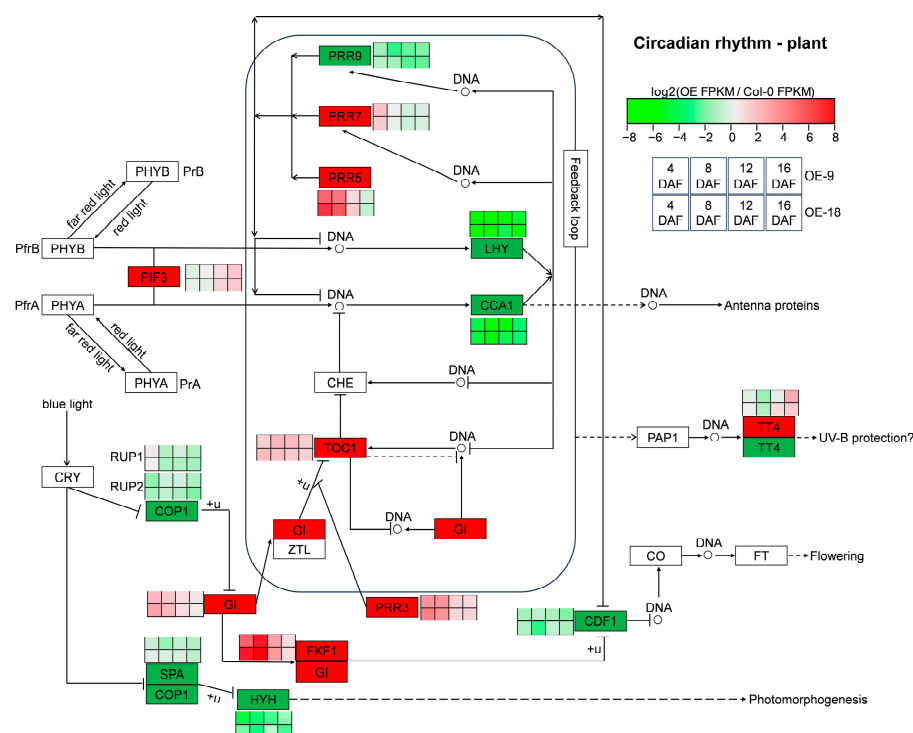 Circadian rhythm - plant
log2(OE FPKM / Col-0 FPKM)
−8 −6 −4 −2 0 2 4 6 8
4 DAF 8 DAF 12 DAF 16 DAF OE-9
4 DAF 8 DAF 12 DAF 16 DAF OE-18
PRR9
DNA
PRR7
DNA
PRR5
Feedback loop
PHYB PrB
far red light
red light
PfrB PHYB
DNA
LHY
PIF3
PfrA PHYA
DNA
CCA1
DNA
Antenna proteins
red light
far red light
PHYA PrA
CHE
DNA
blue light
TOC1
DNA
PAP1
DNA
TT4
TT4
UV-B protection?
RUP1
RUP2
CRY
COP1
+u
+u
GI
ZTL
DNA
GI
CO
DNA
FT
Flowering
GI
PRR3
CDF1
DNA
+u
FKF1
GI
SPA
COP1
+u
HYH
Photomorphogenesis